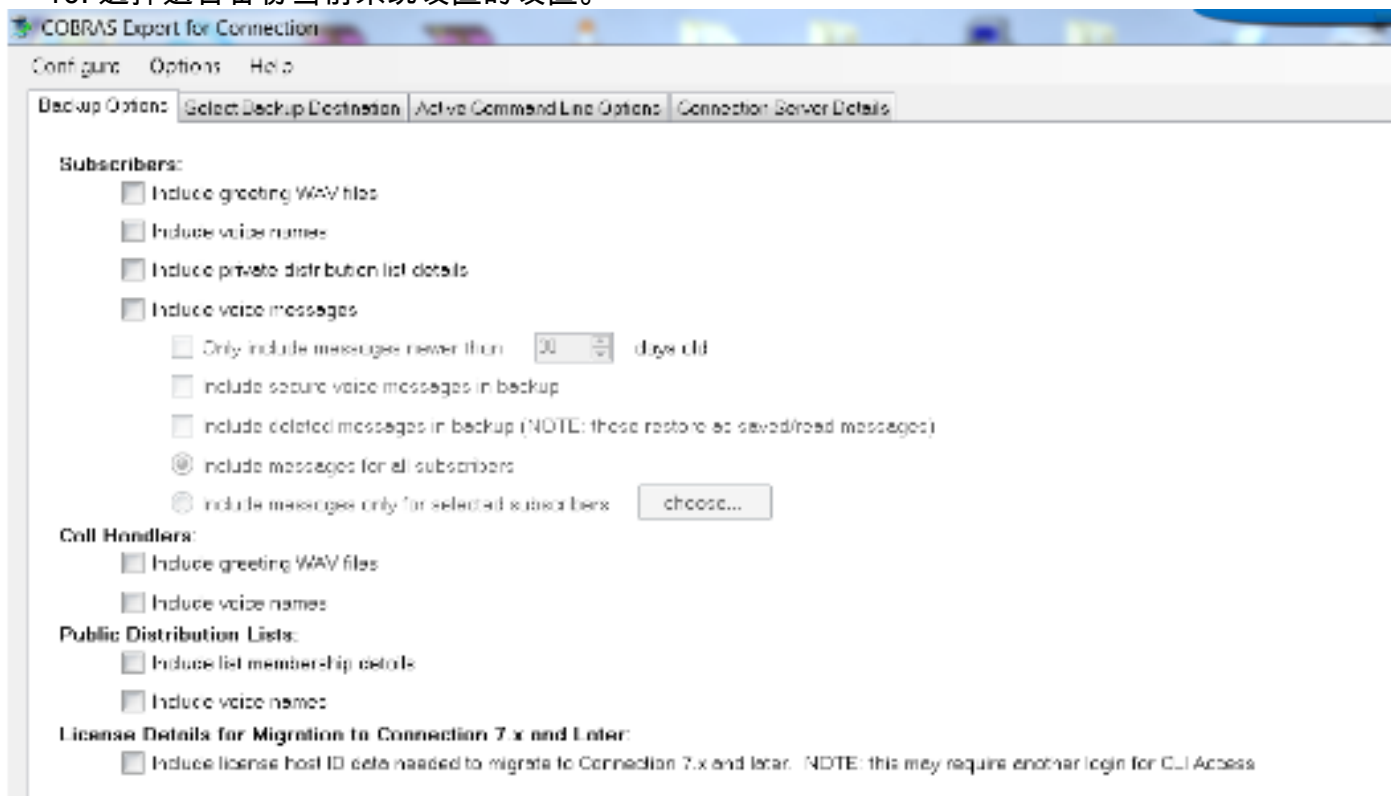 COBRAS Export for Connection
Configure Options Help
Backup Options Select Backup Destination Active Command Line Options Connection Server Details
Subscribers:
Include greeting WAV files
Include voice names
Include private distribution list details
Include voice messages
Only include messages newer than 30 days old
Include secure voice messages in backup
Include deleted messages in backup (NOTE: these restore as saved/read messages)
Include messages for all subscribers
Include messages only for selected subscribers choose...
Call Handlers:
Include greeting WAV files
Include voice names
Public Distribution Lists:
Include list membership details
Include voice names
License Details for Migration to Connection 7.x and Later:
Include license host ID data needed to migrate to Connection 7.x and later. NOTE: this may require another login for CLI Access